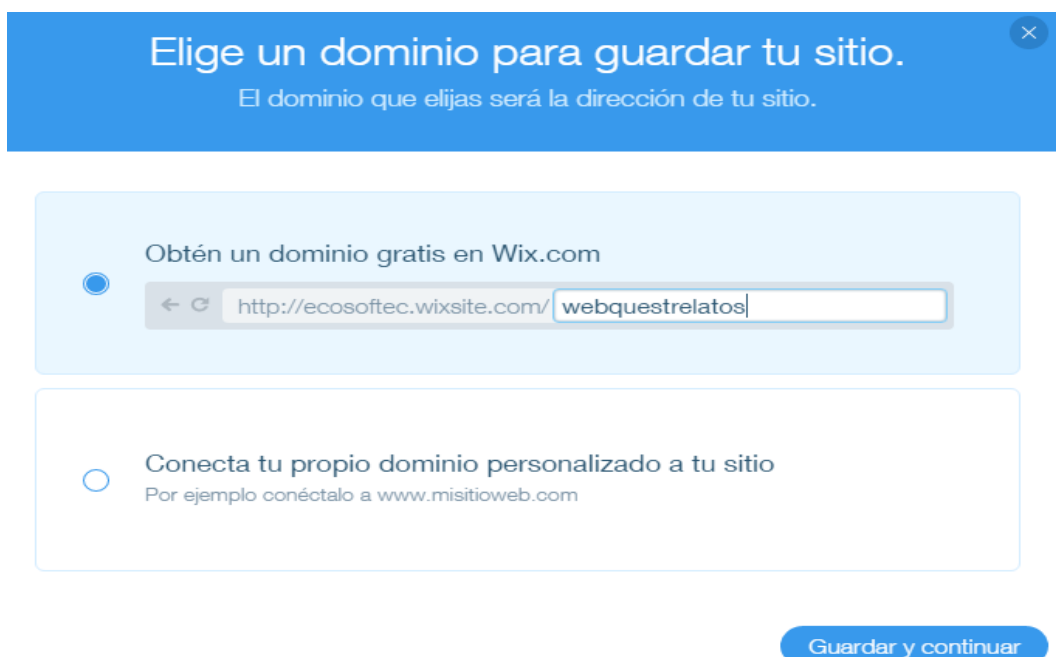 Elige un dominio para guardar tu sitio.
El dominio que elijas será la dirección de tu sitio.
Obtén un dominio gratis en Wix.com
http://ecosoftec.wixsite.com/ webquestrelatos
Conecta tu propio dominio personalizado a tu sitio
Por ejemplo conéctalo a www.misitioweb.com
Guardar y continuar